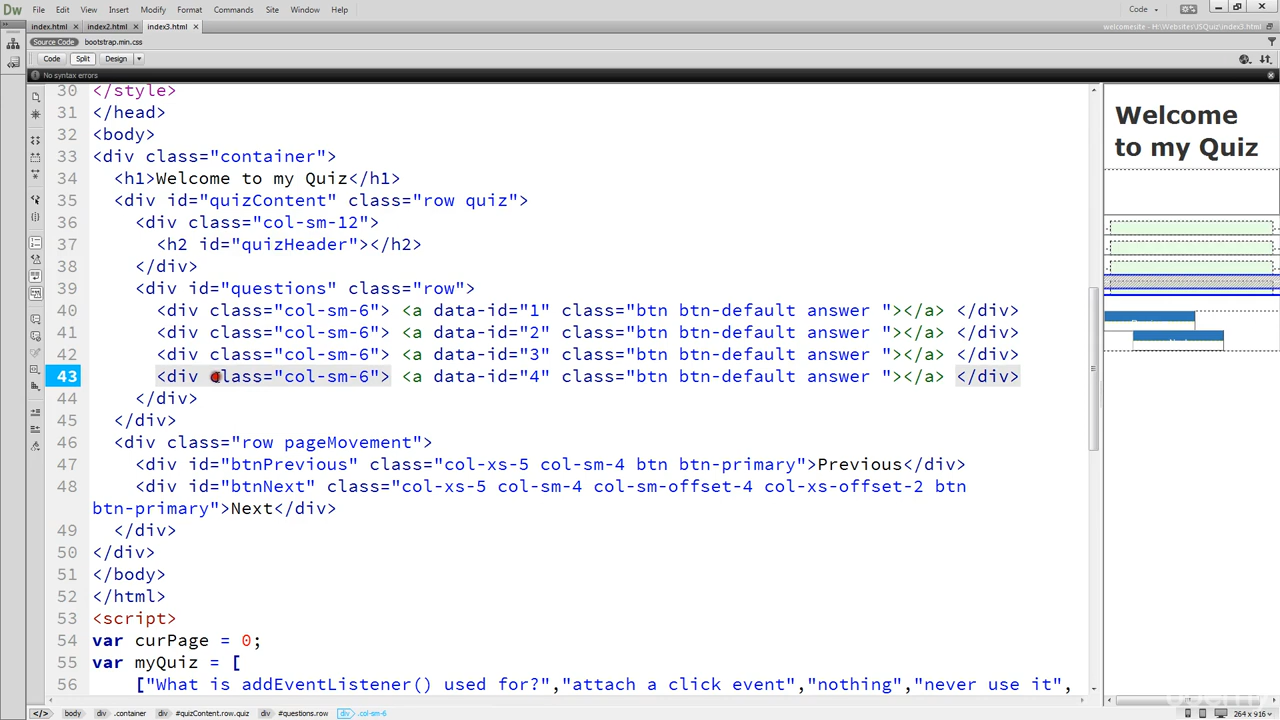 Dw File Edit View Insert Modify Format Commands Site Window Help Code
index.html × index2.html × index3.html × welcomesite - H:\Websites\JSQuiz\index3.html
Source Code bootstrap.min.css
Code Split Design
No syntax errors
30 </style>
31 </head>
32 <body>
33 <div class="container">
34 <h1>Welcome to my Quiz</h1>
35 <div id="quizContent" class="row quiz">
36 <div class="col-sm-12">
37 <h2 id="quizHeader"></h2>
38 </div>
39 <div id="questions" class="row">
40 <div class="col-sm-6"> <a data-id="1" class="btn btn-default answer "></a> </div>
41 <div class="col-sm-6"> <a data-id="2" class="btn btn-default answer "></a> </div>
42 <div class="col-sm-6"> <a data-id="3" class="btn btn-default answer "></a> </div>
43 <div class="col-sm-6"> <a data-id="4" class="btn btn-default answer "></a> </div>
44 </div>
45 </div>
46 <div class="row pageMovement">
47 <div id="btnPrevious" class="col-xs-5 col-sm-4 btn btn-primary">Previous</div>
48 <div id="btnNext" class="col-xs-5 col-sm-4 col-sm-offset-4 col-xs-offset-2 btn
btn-primary">Next</div>
49 </div>
50 </div>
51 </body>
52 </html>
53 <script>
54 var curPage = 0;
55 var myQuiz = [
56 ["What is addEventListener() used for?","attach a click event","nothing","never use it",
Welcome
to my Quiz
</> body div .container div #quizContent.row.quiz div #questions.row div .col-sm-6
264 x 916